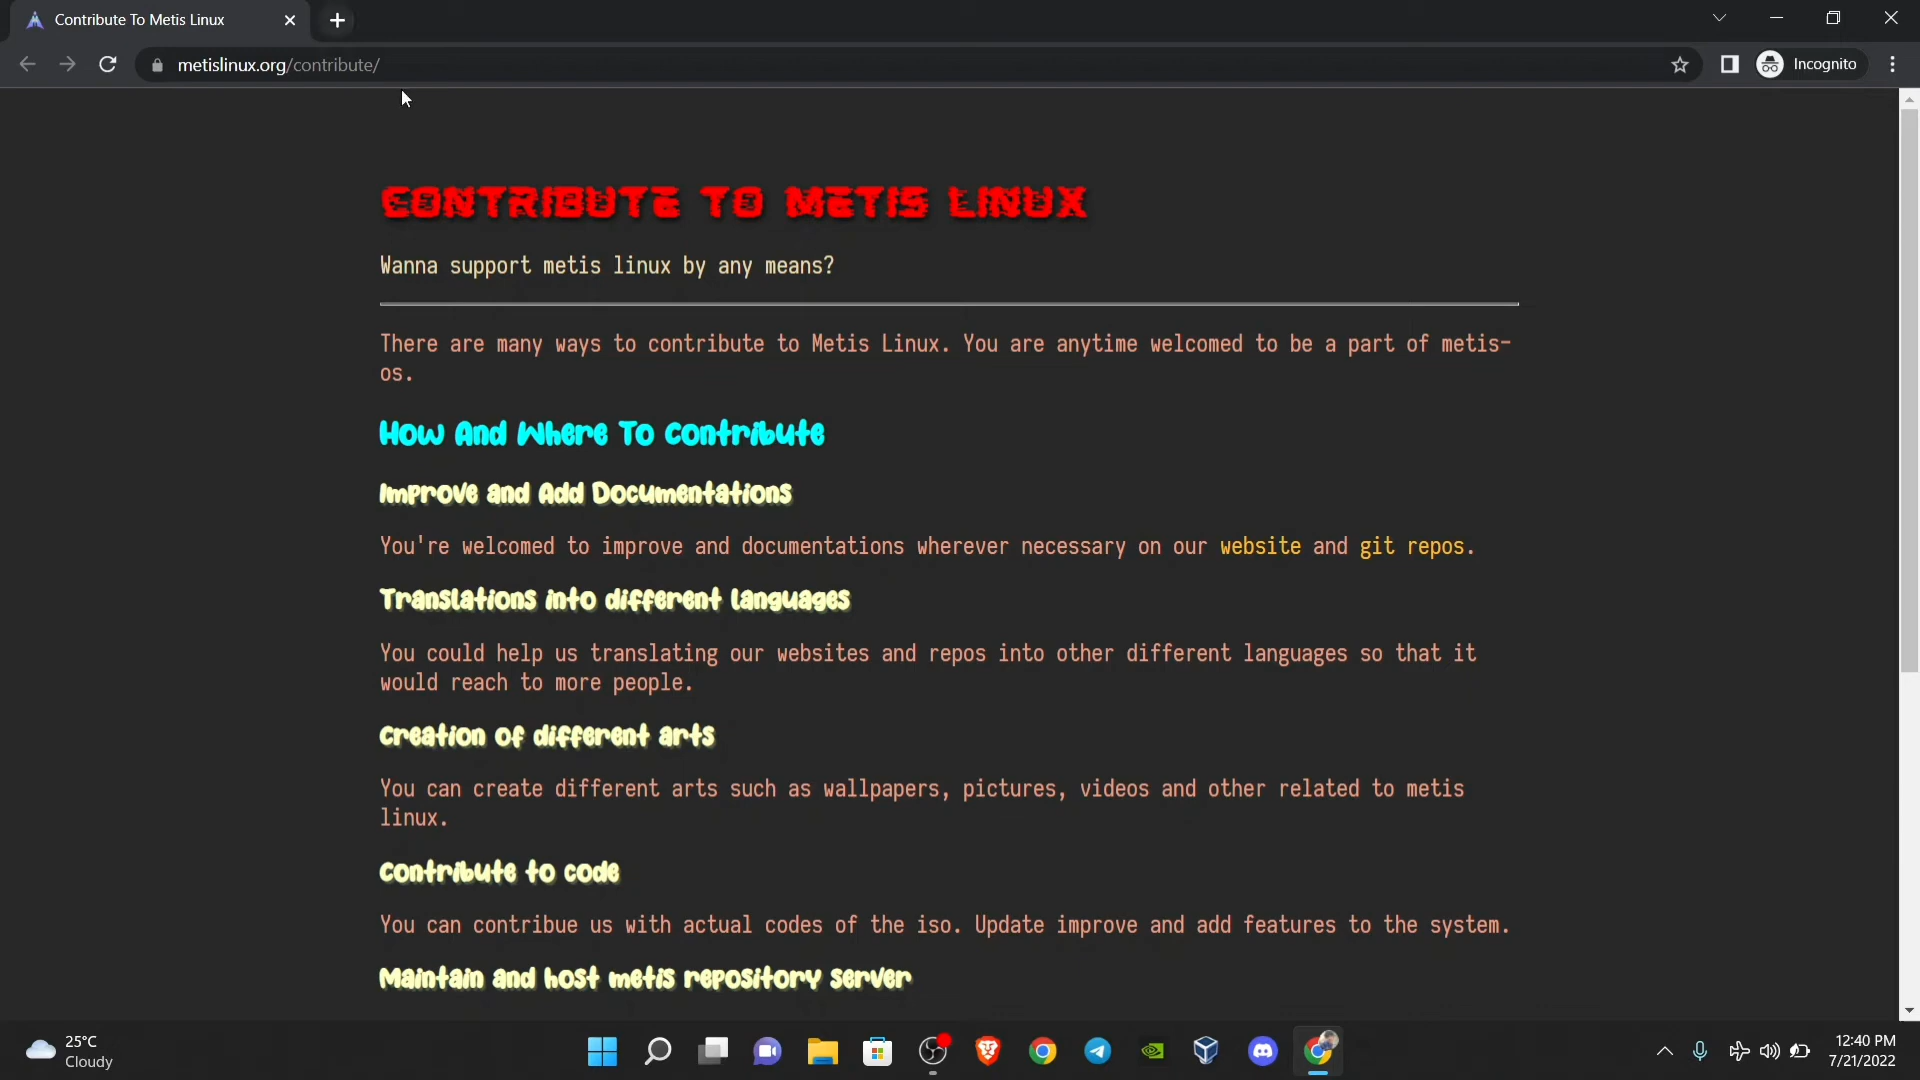 Contribute To Metis Linux
metislinux.org/contribute/
Incognito
CONTRIBUTE TO METIS LINUX
Wanna support metis linux by any means?
There are many ways to contribute to Metis Linux. You are anytime welcomed to be a part of metis-
os.
How And Where To Contribute
Improve and Add Documentations
You're welcomed to improve and documentations wherever necessary on our website and git repos.
Translations into different languages
You could help us translating our websites and repos into other different languages so that it
would reach to more people.
Creation of different arts
You can create different arts such as wallpapers, pictures, videos and other related to metis
linux.
Contribute to code
You can contribue us with actual codes of the iso. Update improve and add features to the system.
Maintain and host metis repository server
25°C
Cloudy
12:40 PM
7/21/2022